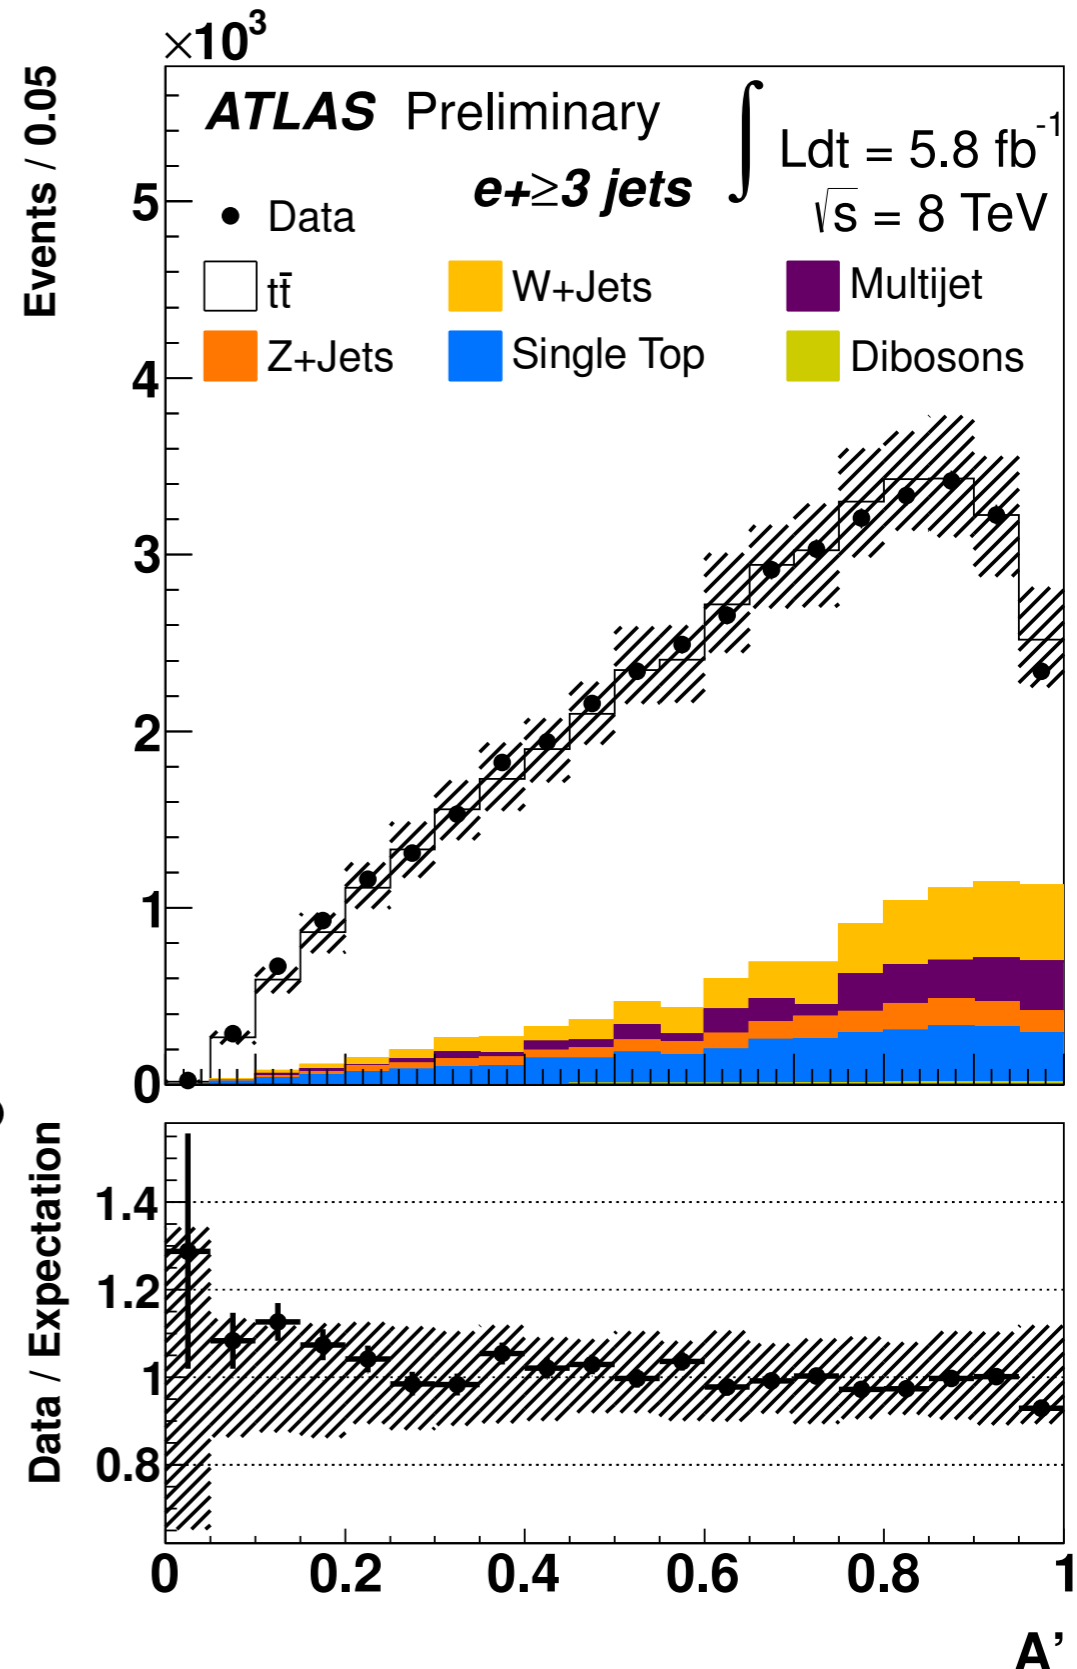 ×10³
Events / 0.05
ATLAS Preliminary
∫ Ldt = 5.8 fb⁻¹
e+≥3 jets
√s = 8 TeV
Data
tt̄
W+Jets
Multijet
Z+Jets
Single Top
Dibosons
5
4
3
2
1
0
Data / Expectation
1.4
1.2
1
0.8
0 0.2 0.4 0.6 0.8 1
A’